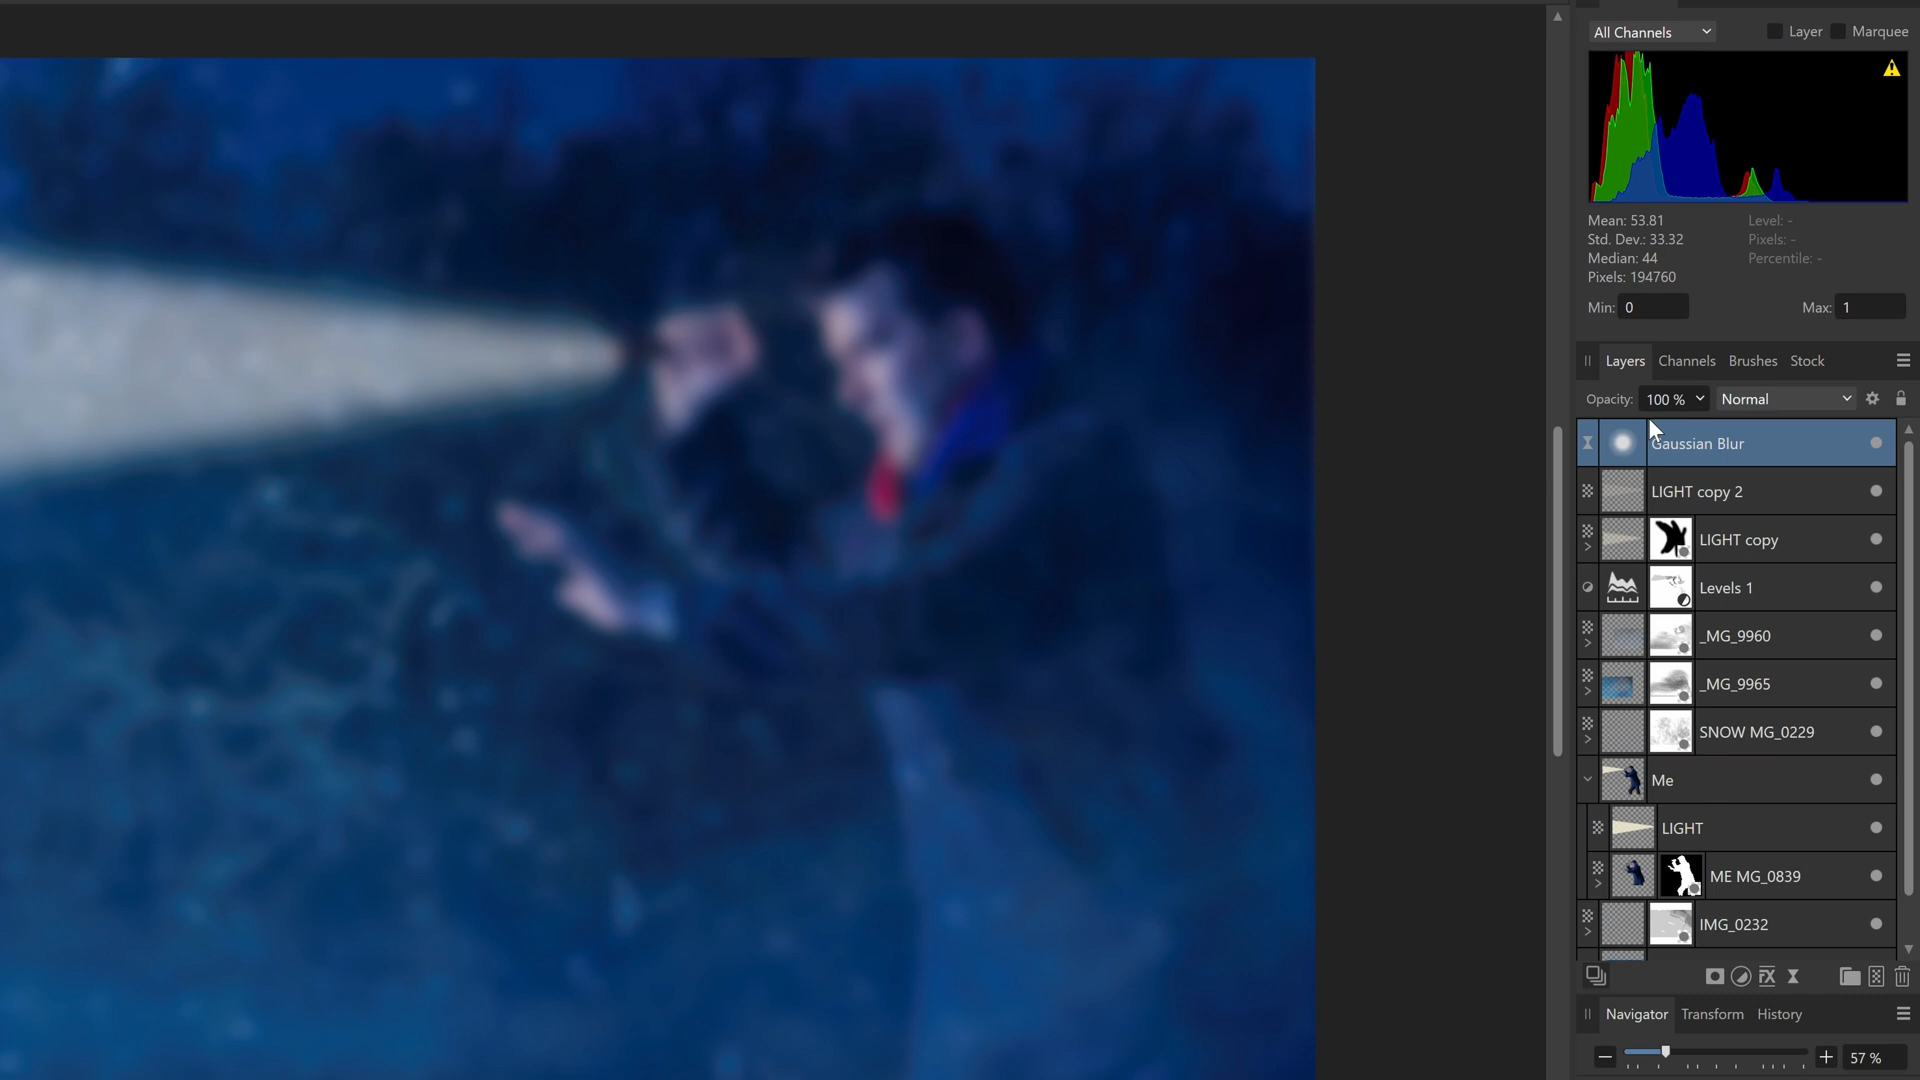 All Channels
Layer
Marquee
Mean: 53.81
Level: -
Std. Dev.: 33.32
Pixels: -
Median: 44
Percentile: -
Pixels: 194760
Min: 0
Max: 1
Layers Channels Brushes Stock
Opacity: 100 % Normal
Gaussian Blur
LIGHT copy 2
LIGHT copy
Levels 1
_MG_9960
_MG_9965
SNOW MG_0229
Me
LIGHT
ME MG_0839
IMG_0232
Navigator Transform History
57 %